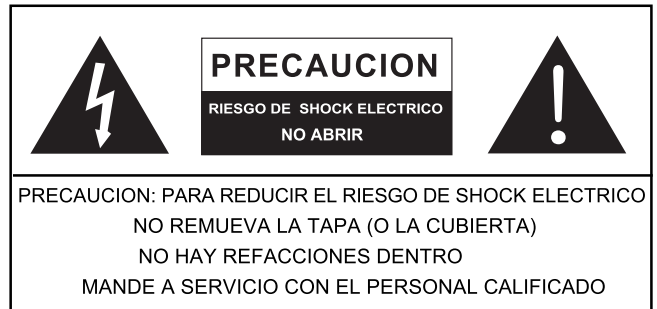 PRECAUCION
RIESGO DE SHOCK ELECTRICO
NO ABRIR
PRECAUCION: PARA REDUCIR EL RIESGO DE SHOCK ELECTRICO
NO REMUEVA LA TAPA (O LA CUBIERTA)
NO HAY REFACCIONES DENTRO
MANDE A SERVICIO CON EL PERSONAL CALIFICADO